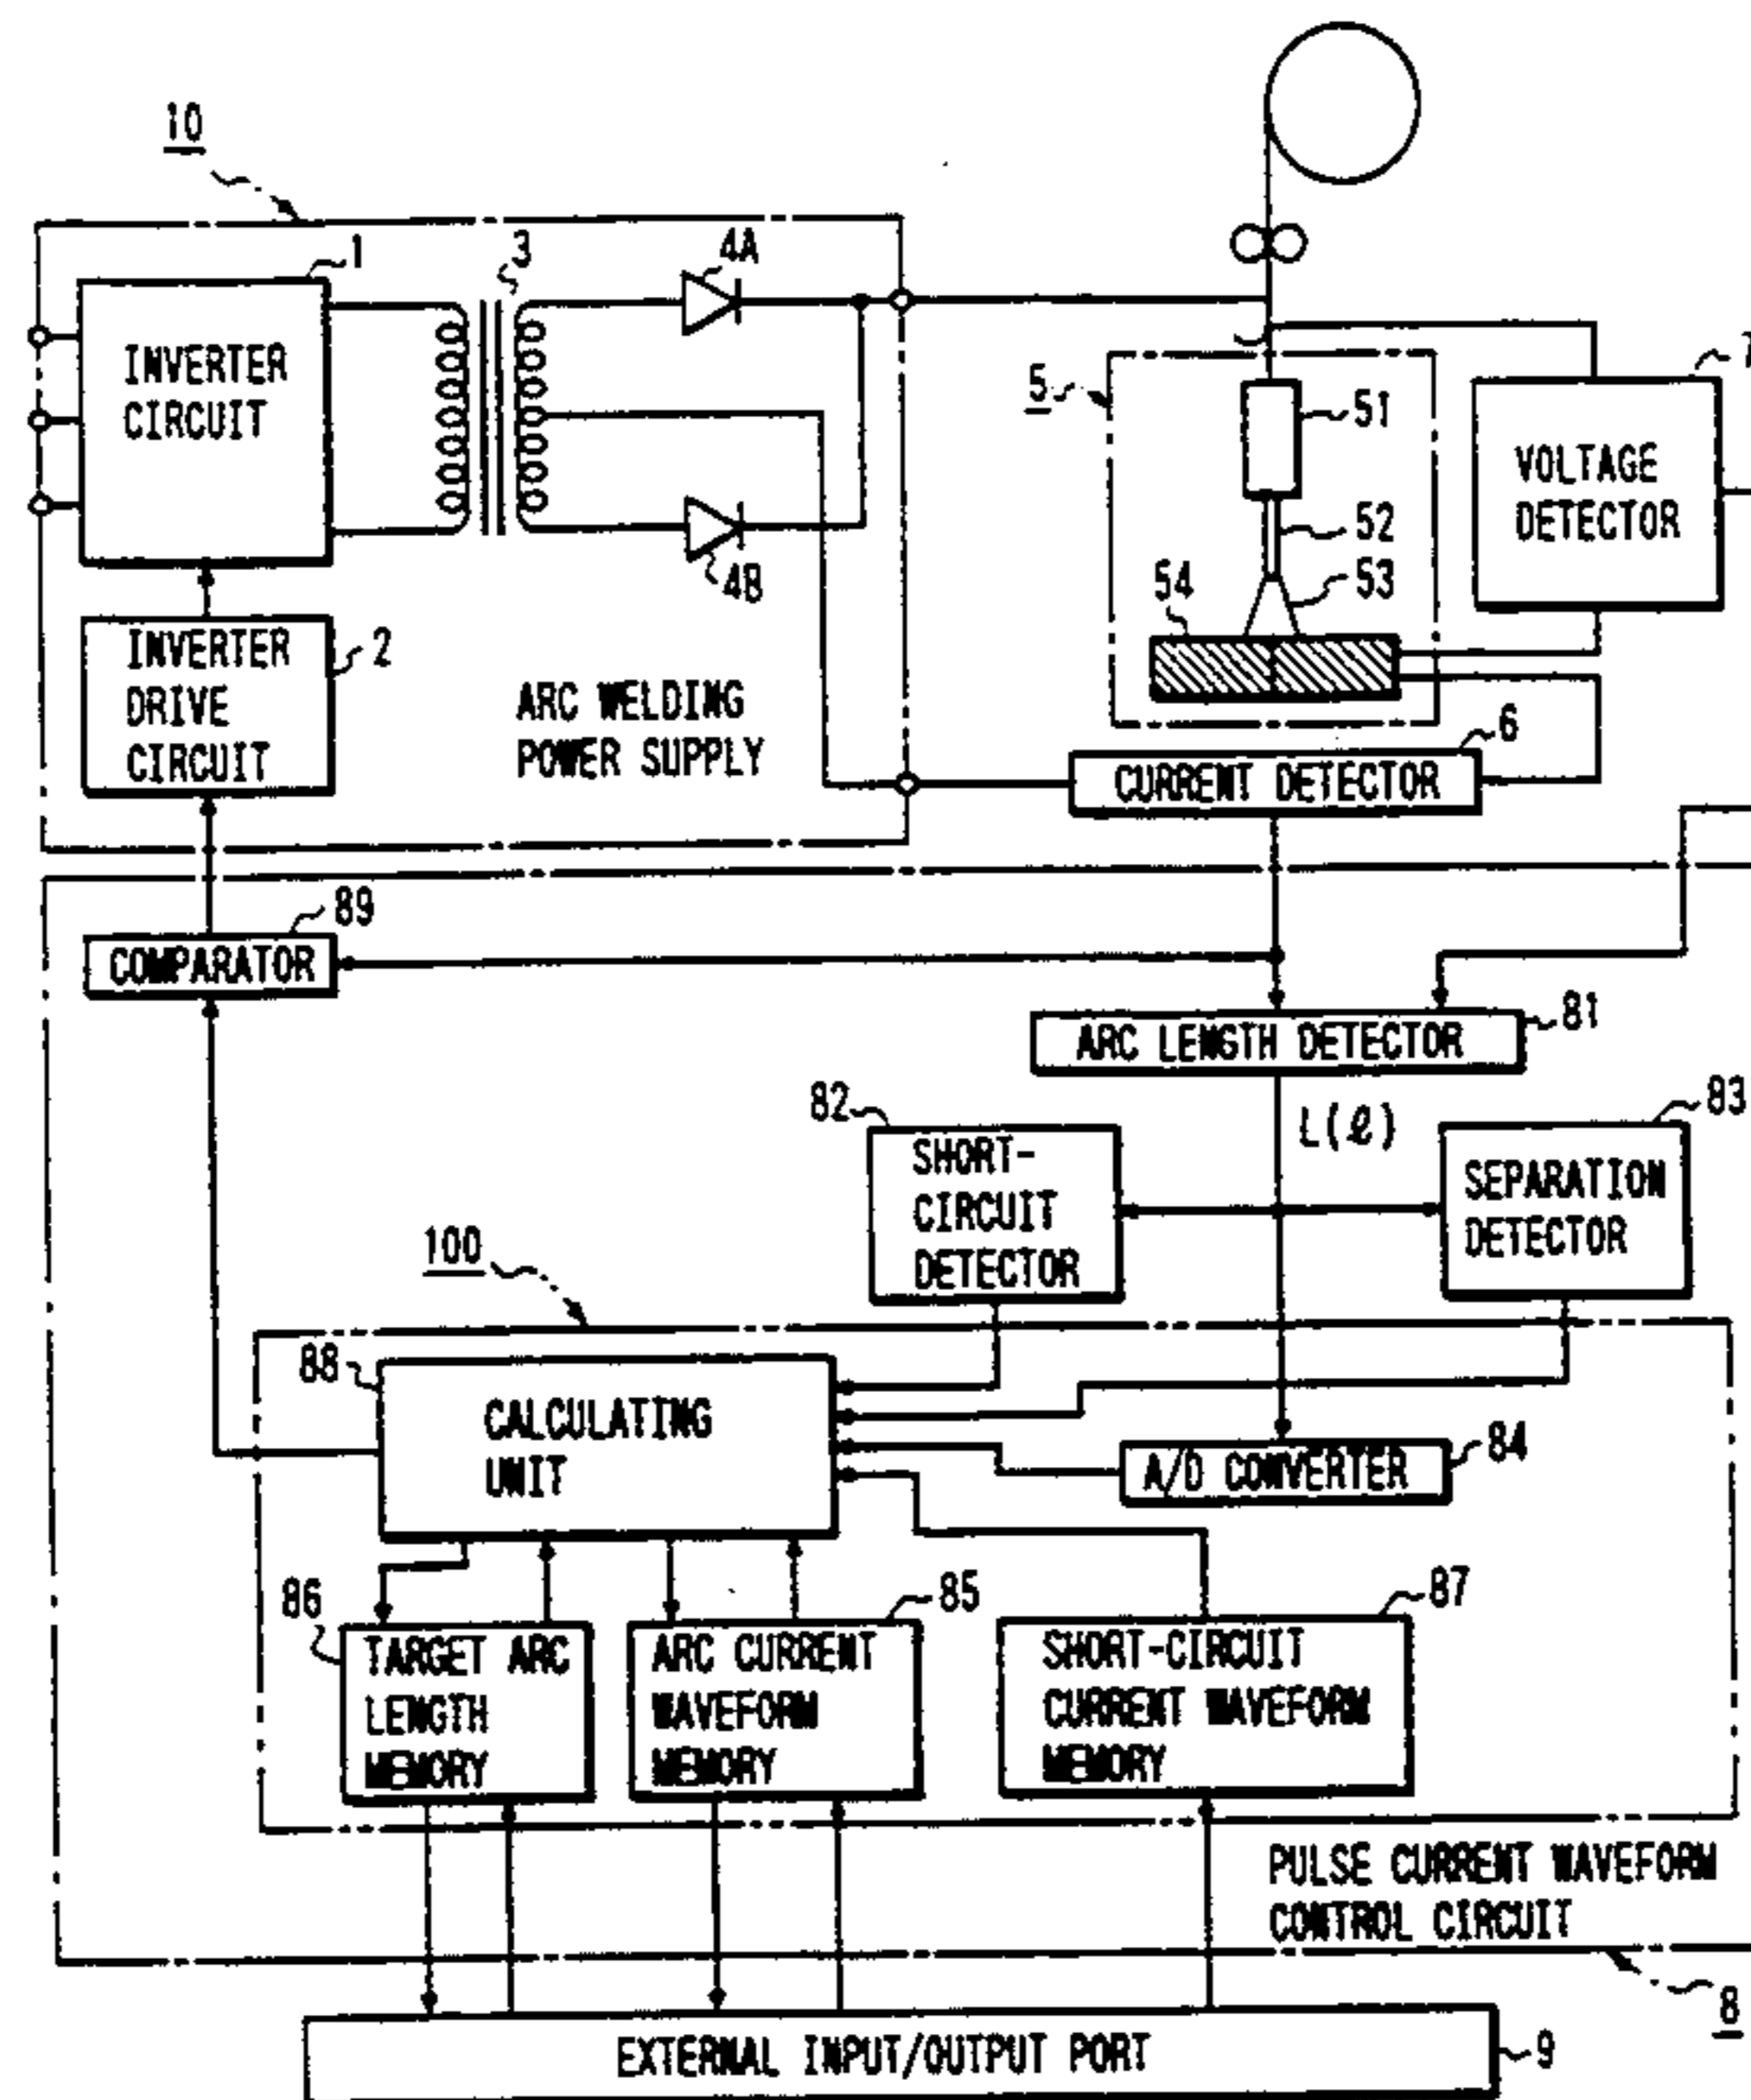 10
1
3
4A
INVERTER
CIRCUIT
4B
INVERTER
DRIVE
CIRCUIT
2
ARC WELDING
POWER SUPPLY
5
51
52
53
54
7
VOLTAGE
DETECTOR
6
CURRENT DETECTOR
89
COMPARATOR
81
ARC LENGTH DETECTOR
L(ℓ)
82
SHORT-
CIRCUIT
DETECTOR
83
SEPARATION
DETECTOR
100
88
CALCULATING
UNIT
84
A/D CONVERTER
86
TARGET ARC
LENGTH
MEMORY
85
ARC CURRENT
WAVEFORM
MEMORY
87
SHORT-CIRCUIT
CURRENT WAVEFORM
MEMORY
PULSE CURRENT WAVEFORM
CONTROL CIRCUIT
8
EXTERNAL INPUT/OUTPUT PORT
9